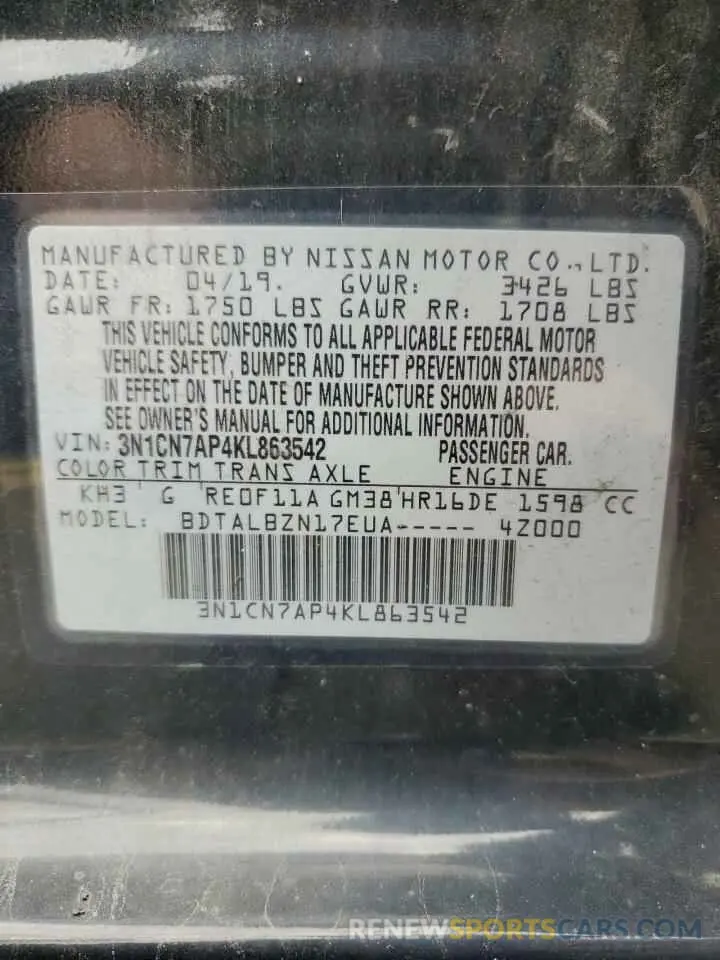 MANUFACTURED BY NISSAN MOTOR CO., LTD.
DATE: 04/19. GVWR: 3426 LBS
GAWR FR: 1750 LBS GAWR RR: 1708 LBS
THIS VEHICLE CONFORMS TO ALL APPLICABLE FEDERAL MOTOR
VEHICLE SAFETY, BUMPER AND THEFT PREVENTION STANDARDS
IN EFFECT ON THE DATE OF MANUFACTURE SHOWN ABOVE.
SEE OWNER'S MANUAL FOR ADDITIONAL INFORMATION.
VIN: 3N1CN7AP4KL863542 PASSENGER CAR.
COLOR TRIM TRANS AXLE ENGINE
KH3 G RE0F11A GM38 HR16DE 1598 CC
MODEL: BDTALBZN17EUA----- 4Z000
3N1CN7AP4KL863542
RENEWSPORTSCARS.COM